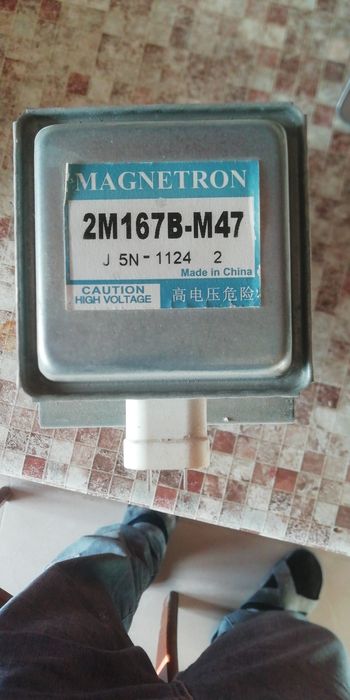 MAGNETRON
2M167B-M47
J 5N-1124 2
Made in China
CAUTION
HIGH VOLTAGE
高电压危险